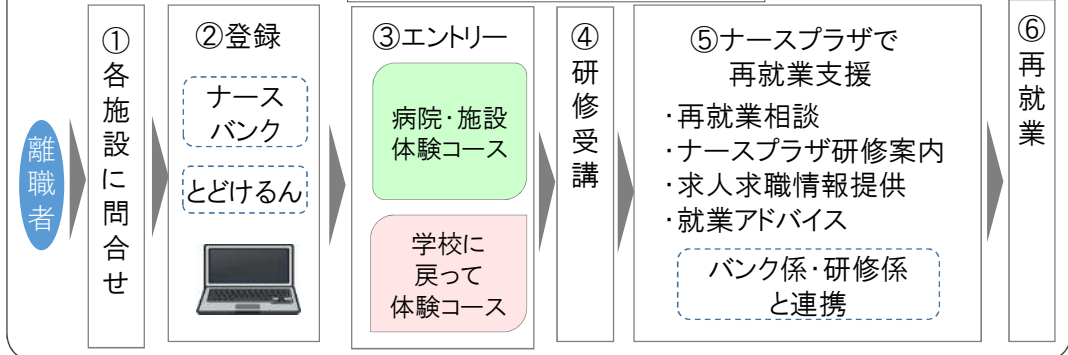 離職者
①各施設に問合せ
②登録
ナース
バンク
とどけるん
③エントリー
病院・施設
体験コース
学校に
戻って
体験コース
④研修受講
⑤ナースプラザで
再就業支援
・再就業相談
・ナースプラザ研修案内
・求人求職情報提供
・就業アドバイス
バンク係・研修係
と連携
⑥再就業